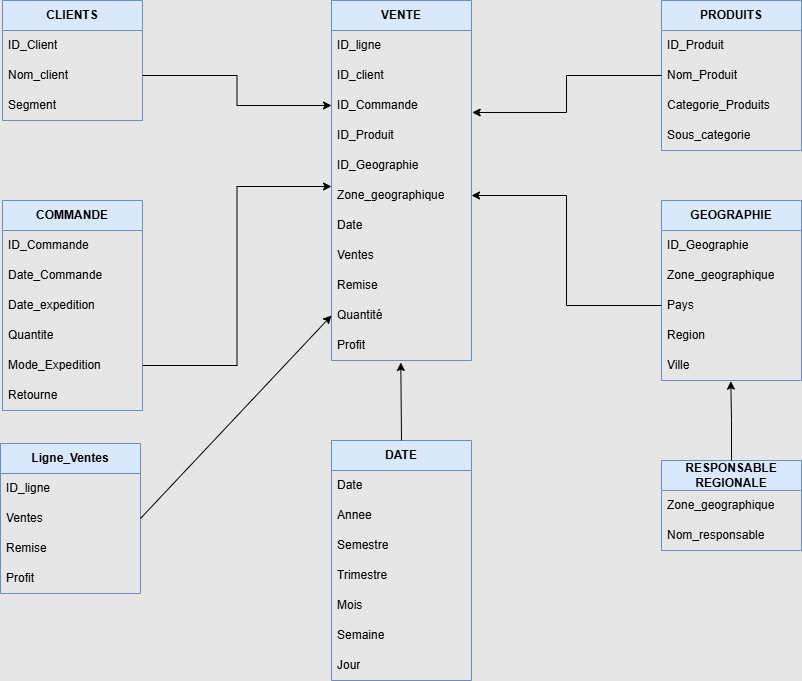 CLIENTS
ID_Client
Nom_client
Segment
COMMANDE
ID_Commande
Date_Commande
Date_expedition
Quantite
Mode_Expedition
Retourne
Ligne_Ventes
ID_ligne
Ventes
Remise
Profit
VENTE
ID_ligne
ID_client
ID_Commande
ID_Produit
ID_Geographie
Zone_geographique
Date
Ventes
Remise
Quantité
Profit
DATE
Date
Annee
Semestre
Trimestre
Mois
Semaine
Jour
PRODUITS
ID_Produit
Nom_Produit
Categorie_Produits
Sous_categorie
GEOGRAPHIE
ID_Geographie
Zone_geographique
Pays
Region
Ville
RESPONSABLE
REGIONALE
Zone_geographique
Nom_responsable